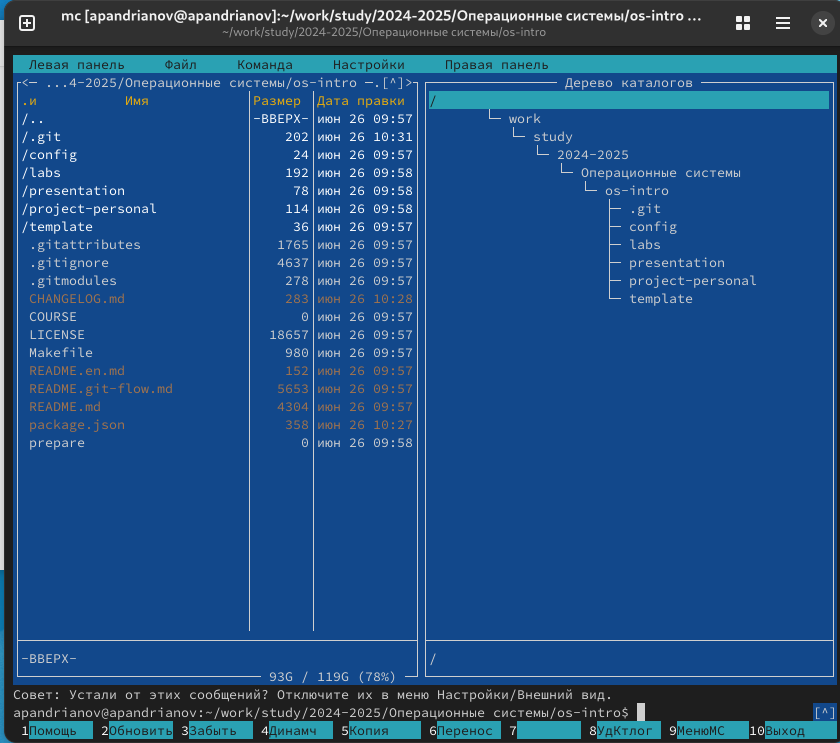 mc [apandrianov@apandrianov]:~/work/study/2024-2025/Операционные системы/os-intro ...
~/work/study/2024-2025/Операционные системы/os-intro
Левая панель Файл Команда Настройки Правая панель
<— ...4-2025/Операционные системы/os-intro —.[^]>
.и Имя Размер Дата правки
/.. -ВВЕРХ- июн 26 09:57
/.git 202 июн 26 10:31
/config 24 июн 26 09:57
/labs 192 июн 26 09:58
/presentation 78 июн 26 09:58
/project-personal 114 июн 26 09:58
/template 36 июн 26 09:57
.gitattributes 1765 июн 26 09:57
.gitignore 4637 июн 26 09:57
.gitmodules 278 июн 26 09:57
CHANGELOG.md 283 июн 26 10:28
COURSE 0 июн 26 09:57
LICENSE 18657 июн 26 09:57
Makefile 980 июн 26 09:57
README.en.md 152 июн 26 09:57
README.git-flow.md 5653 июн 26 09:57
README.md 4304 июн 26 09:57
package.json 358 июн 26 10:27
prepare 0 июн 26 09:58
-ВВЕРХ-
93G / 119G (78%)
Дерево каталогов
/
work
study
2024-2025
Операционные системы
os-intro
.git
config
labs
presentation
project-personal
template
/
Совет: Устали от этих сообщений? Отключите их в меню Настройки/Внешний вид.
apandrianov@apandrianov:~/work/study/2024-2025/Операционные системы/os-intro$ [^]
1Помощь 2Обновить 3Забыть 4Динамч 5Копия 6Перенос 7 8УдКтлог 9МенюМС 10Выход